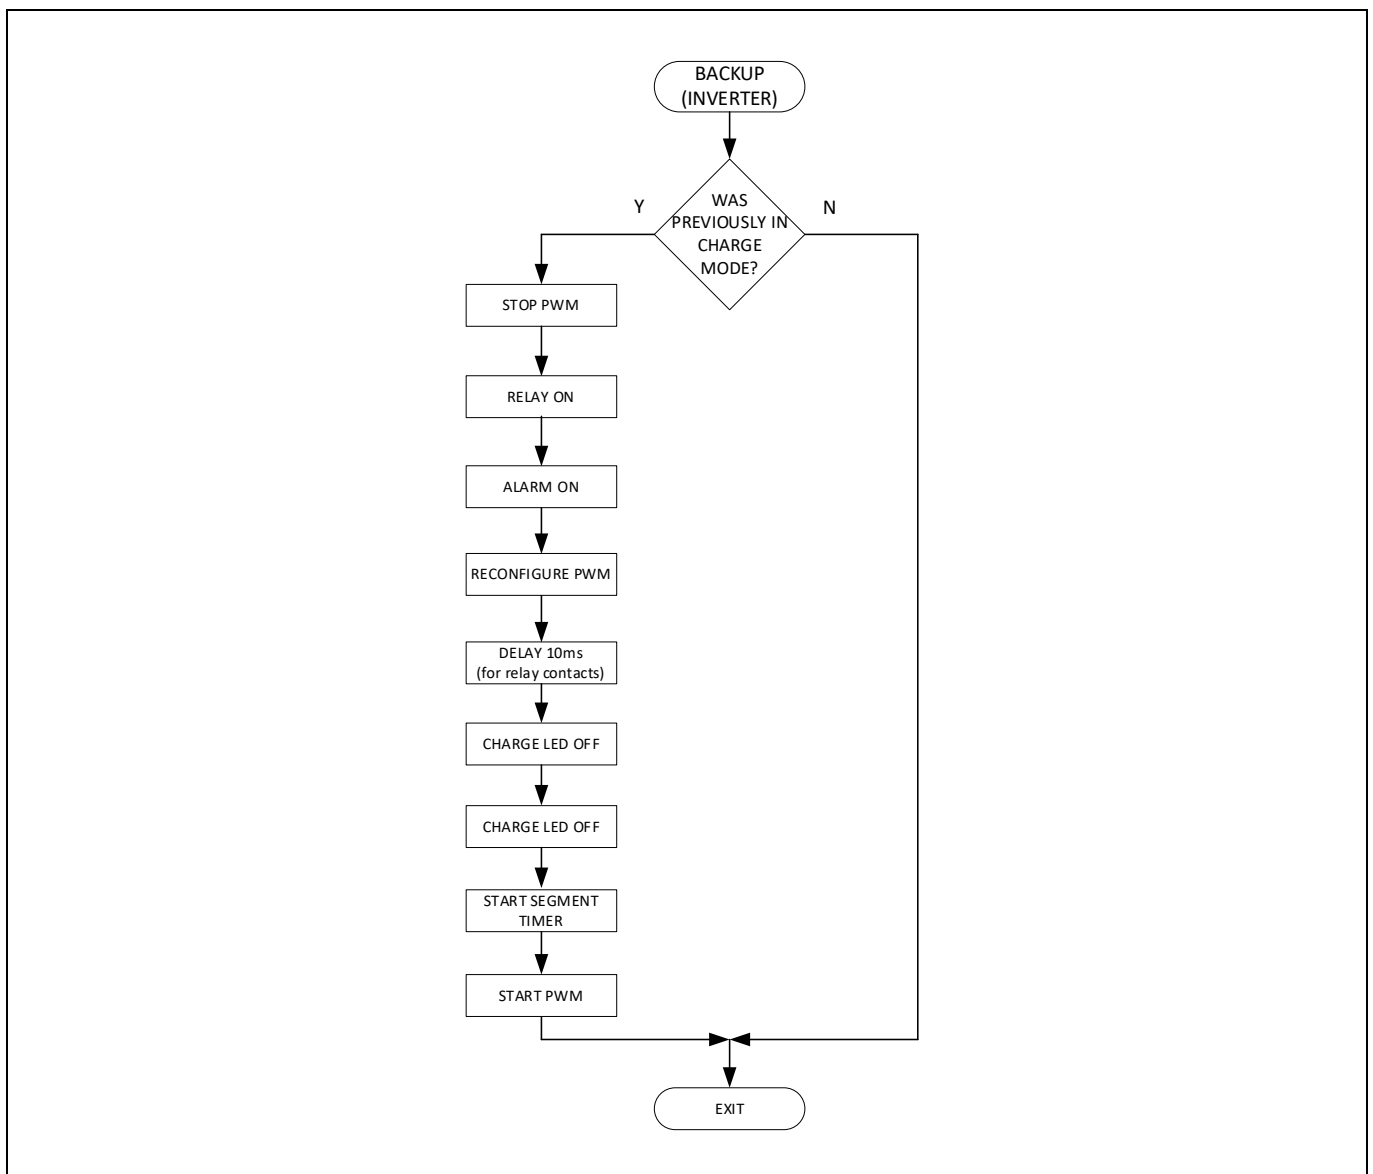 BACKUP
(INVERTER)
WAS
PREVIOUSLY IN
CHARGE
MODE?
Y
N
STOP PWM
RELAY ON
ALARM ON
RECONFIGURE PWM
DELAY 10ms
(for relay contacts)
CHARGE LED OFF
CHARGE LED OFF
START SEGMENT
TIMER
START PWM
EXIT